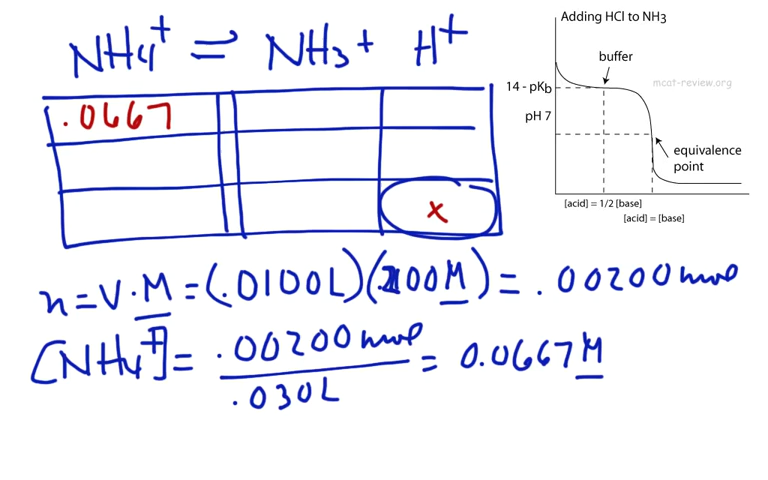 NH4+ ⇌ NH3 + H+
.0667
x
n = V · M = (.0100L)(.200M) = .00200 mol
[NH4+] = .00200 mol / .030L = 0.0667 M
Adding HCl to NH3
buffer
mcat-review.org
14 - pKb
pH 7
equivalence
point
[acid] = 1/2 [base]
[acid] = [base]